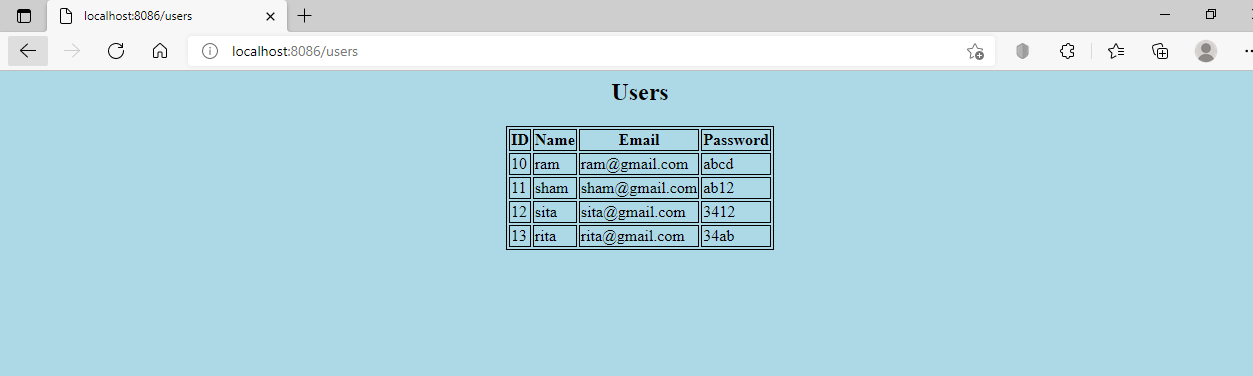 localhost:8086/users
localhost:8086/users
Users
ID Name Email Password
10 ram ram@gmail.com abcd
11 sham sham@gmail.com ab12
12 sita sita@gmail.com 3412
13 rita rita@gmail.com 34ab